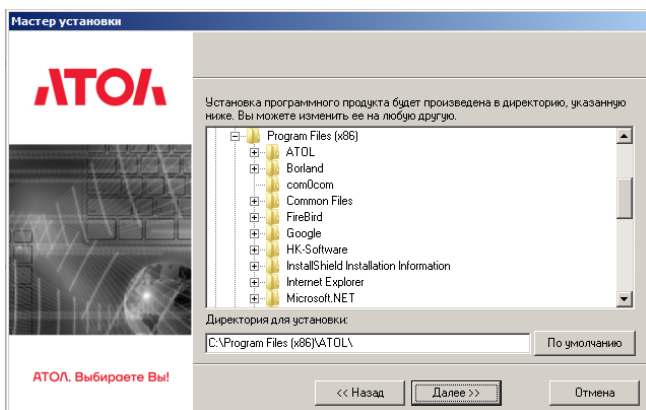 Мастер установки
АТОЛ
Установка программного продукта будет произведена в директорию, указанную
ниже. Вы можете изменить ее на любую другую.
Program Files (x86)
ATOL
Borland
com0com
Common Files
FireBird
Google
HK-Software
InstallShield Installation Information
Internet Explorer
Microsoft.NET
Директория для установки:
C:\Program Files (x86)\ATOL\
По умолчанию
АТОЛ. Выбираете Вы!
<< Назад
Далее >>
Отмена